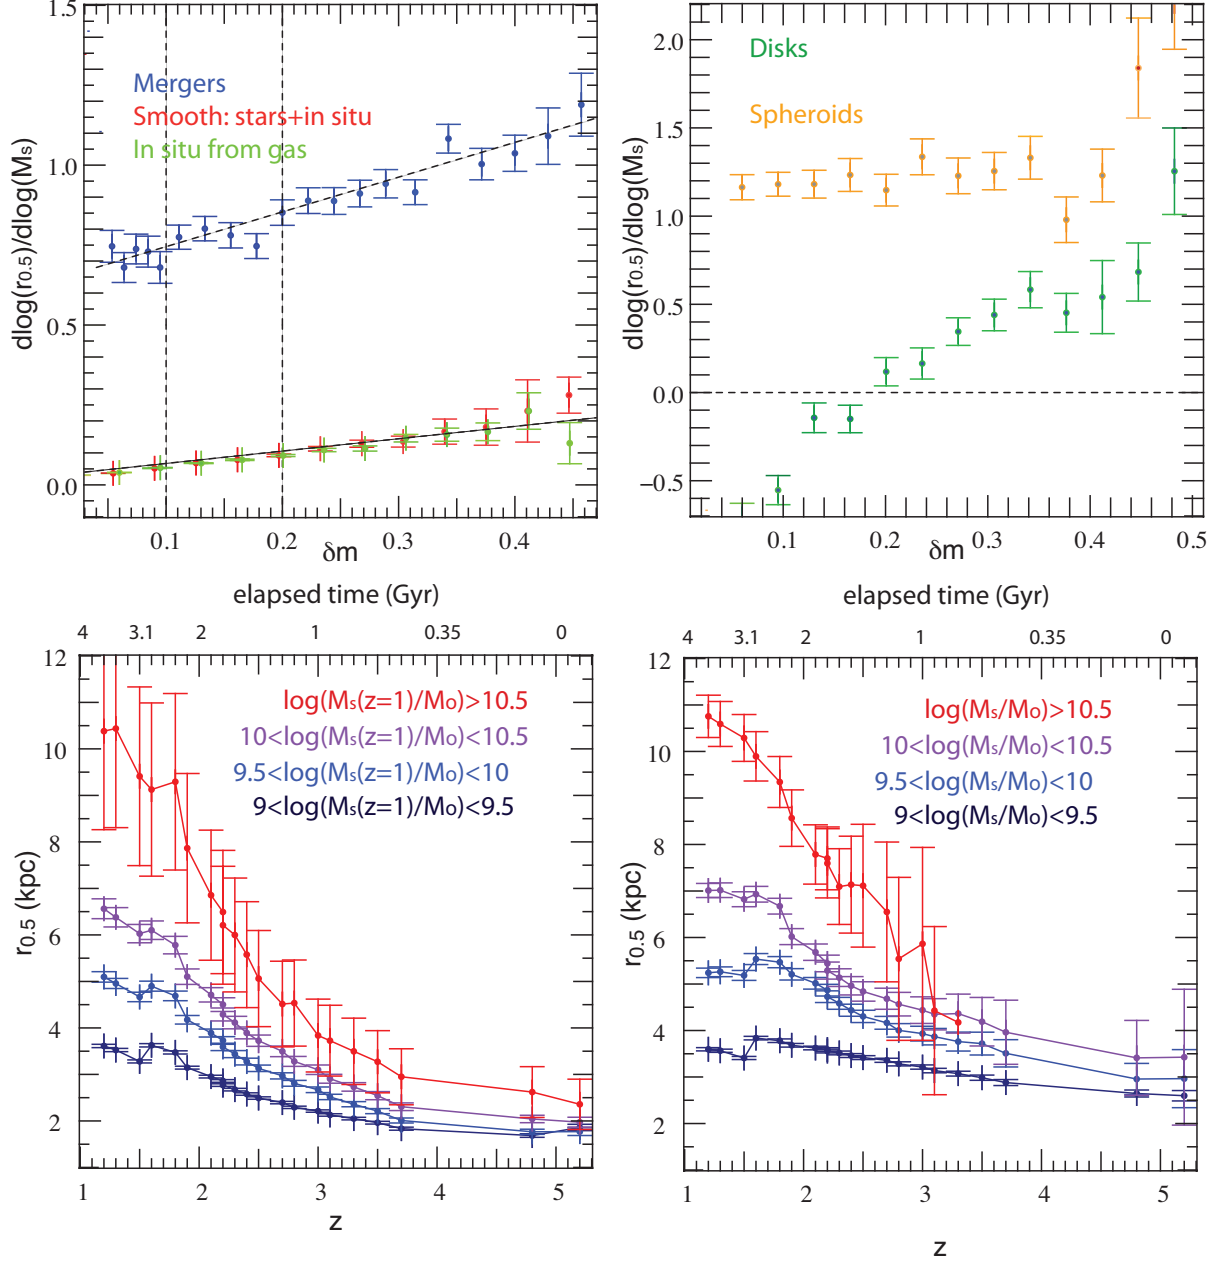 1.5
1.0
0.5
0.0
dlog(r0.5)/dlog(Ms)
Mergers
Smooth: stars+in situ
In situ from gas
0.1 0.2 0.3 0.4
δm
2.0
1.5
1.0
0.5
0.0
−0.5
dlog(r0.5)/dlog(Ms)
Disks
Spheroids
0.1 0.2 0.3 0.4 0.5
δm
elapsed time (Gyr)
4 3.1 2 1 0.35 0
12
10
8
6
4
2
r0.5 (kpc)
log(Ms(z=1)/Mo)>10.5
10<log(Ms(z=1)/Mo)<10.5
9.5<log(Ms(z=1)/Mo)<10
9<log(Ms(z=1)/Mo)<9.5
1 2 3 4 5
z
elapsed time (Gyr)
4 3.1 2 1 0.35 0
12
10
8
6
4
2
r0.5 (kpc)
log(Ms/Mo)>10.5
10<log(Ms/Mo)<10.5
9.5<log(Ms/Mo)<10
9<log(Ms/Mo)<9.5
1 2 3 4 5
z